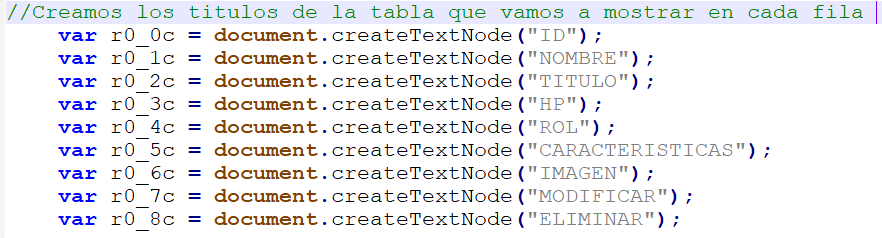 //Creamos los titulos de la tabla que vamos a mostrar en cada fila
var r0_0c = document.createTextNode("ID");
var r0_1c = document.createTextNode("NOMBRE");
var r0_2c = document.createTextNode("TITULO");
var r0_3c = document.createTextNode("HP");
var r0_4c = document.createTextNode("ROL");
var r0_5c = document.createTextNode("CARACTERISTICAS");
var r0_6c = document.createTextNode("IMAGEN");
var r0_7c = document.createTextNode("MODIFICAR");
var r0_8c = document.createTextNode("ELIMINAR");